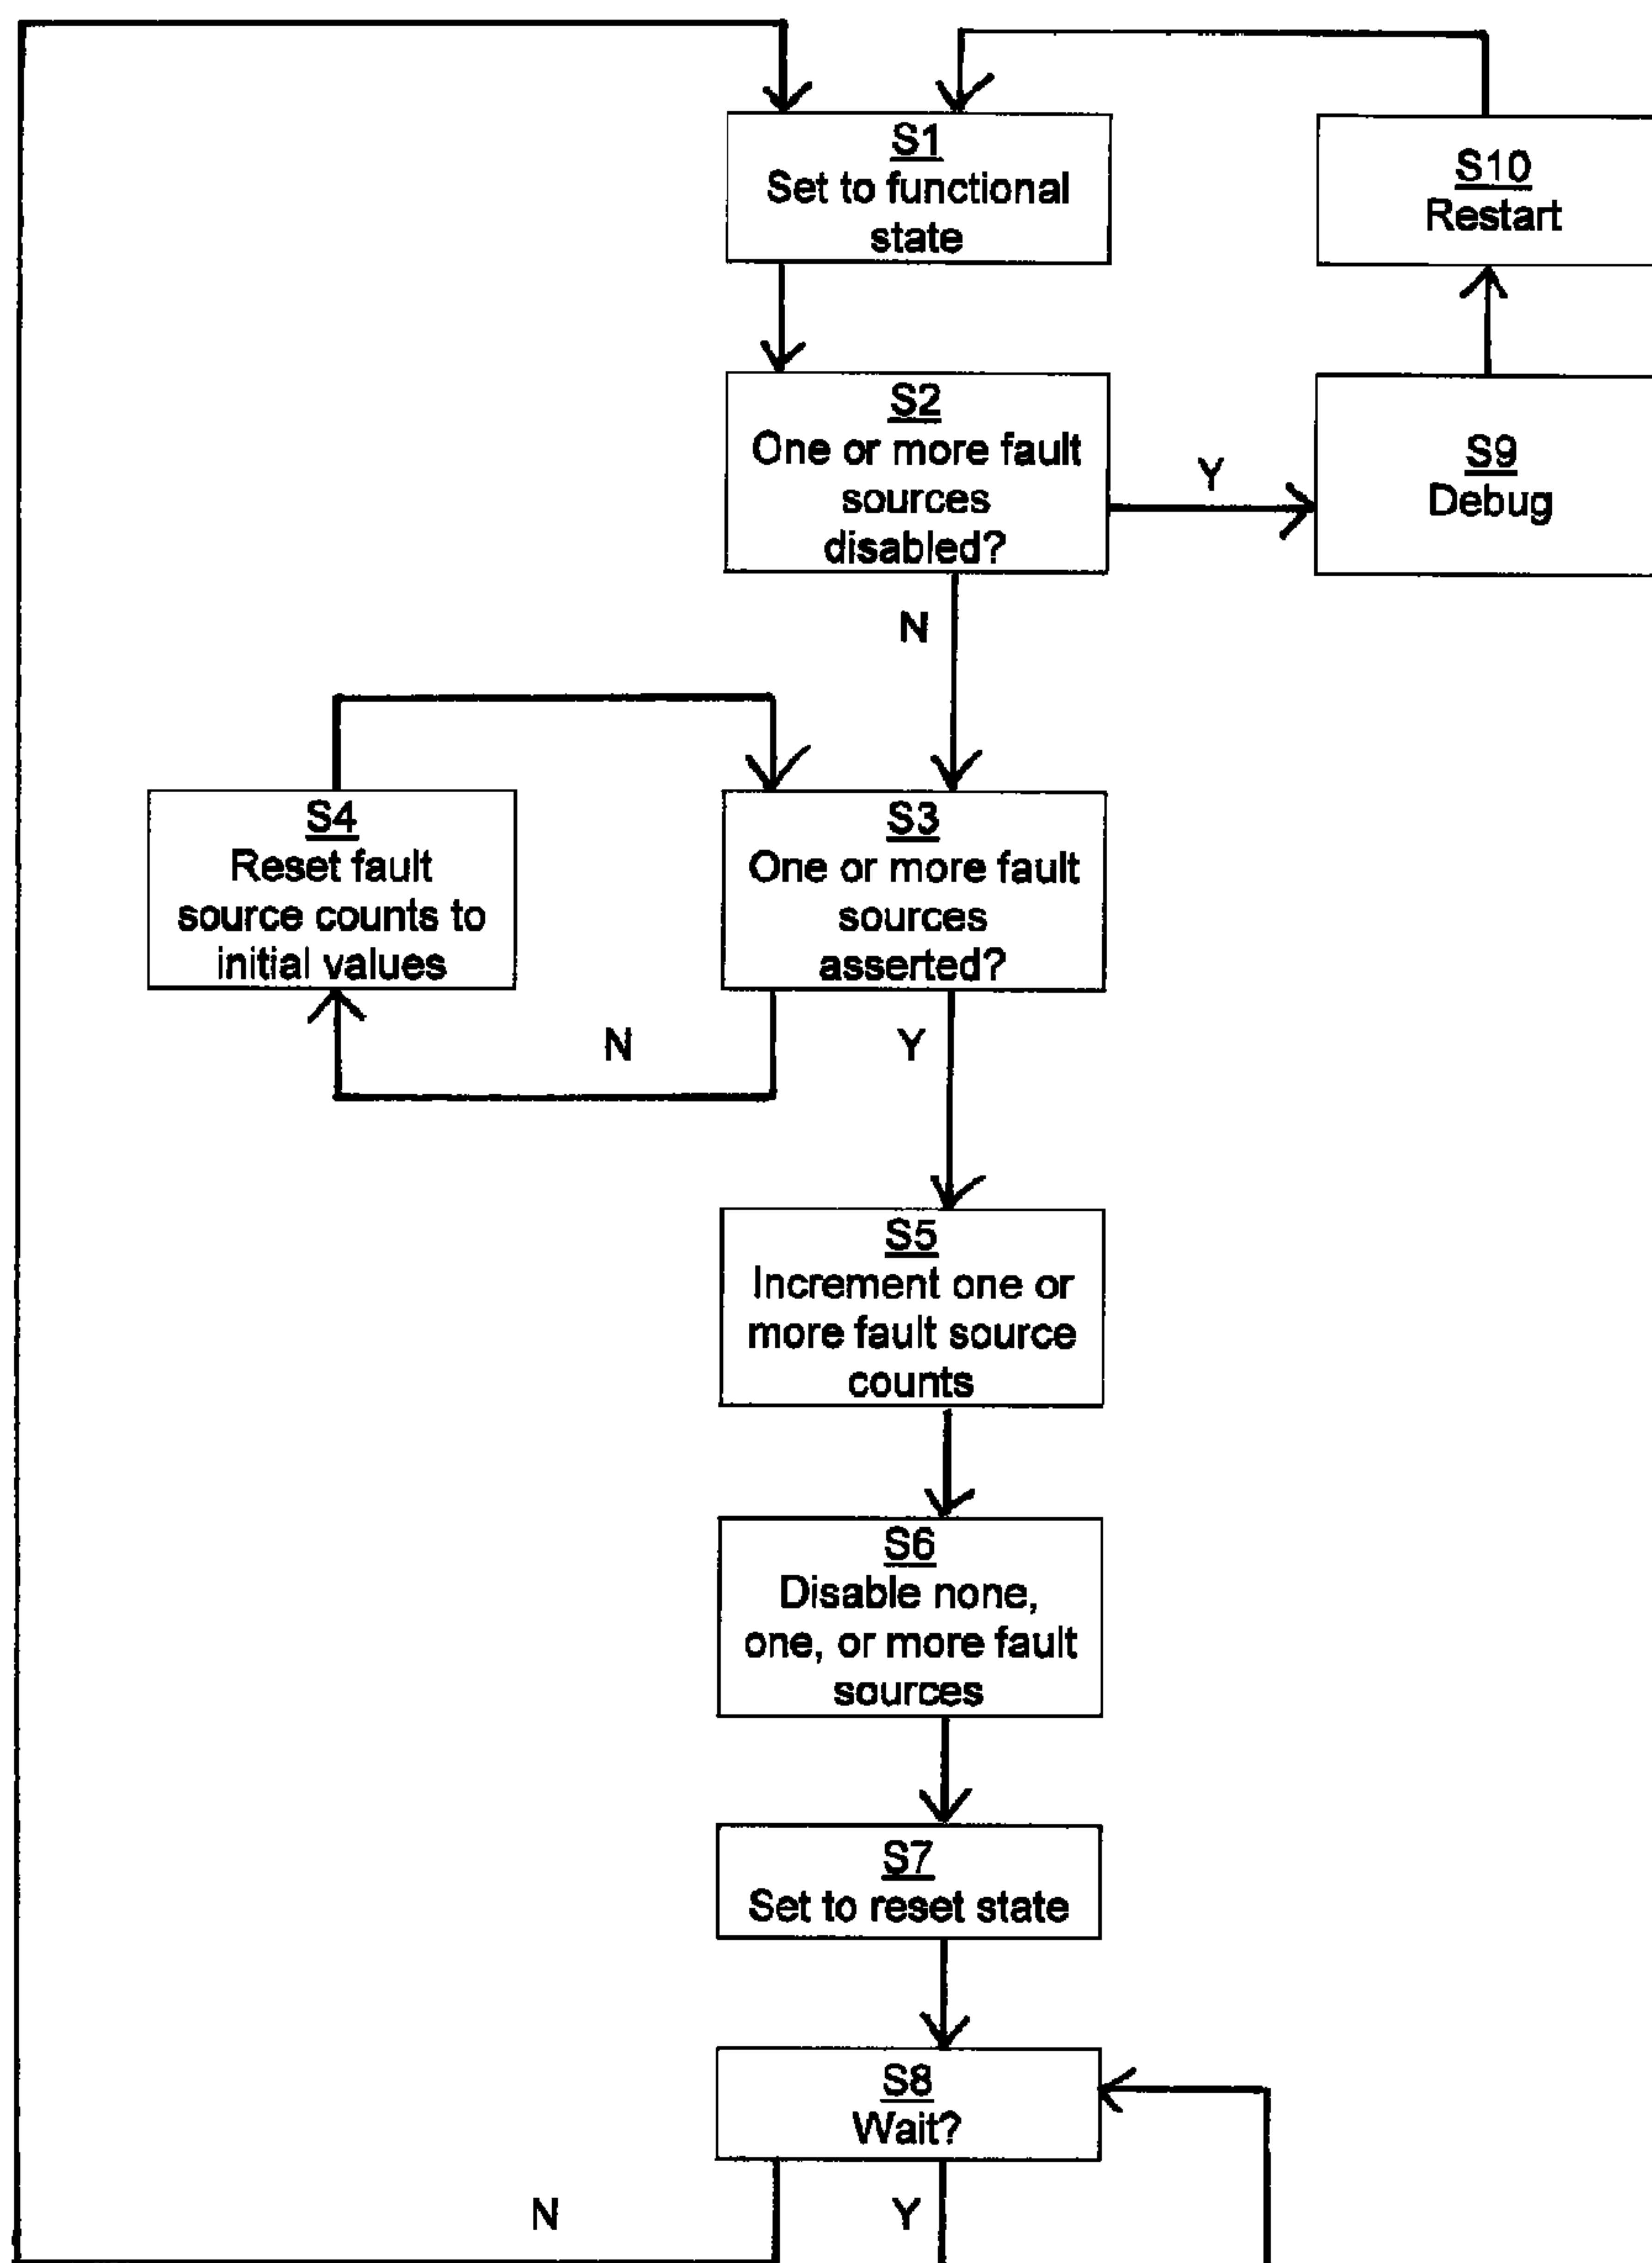 S1
Set to functional
state
S10
Restart
S2
One or more fault
sources
disabled?
Y
S9
Debug
N
S4
Reset fault
source counts to
initial values
S3
One or more fault
sources
asserted?
N
Y
S5
Increment one or
more fault source
counts
S6
Disable none,
one, or more fault
sources
S7
Set to reset state
S8
Wait?
N
Y